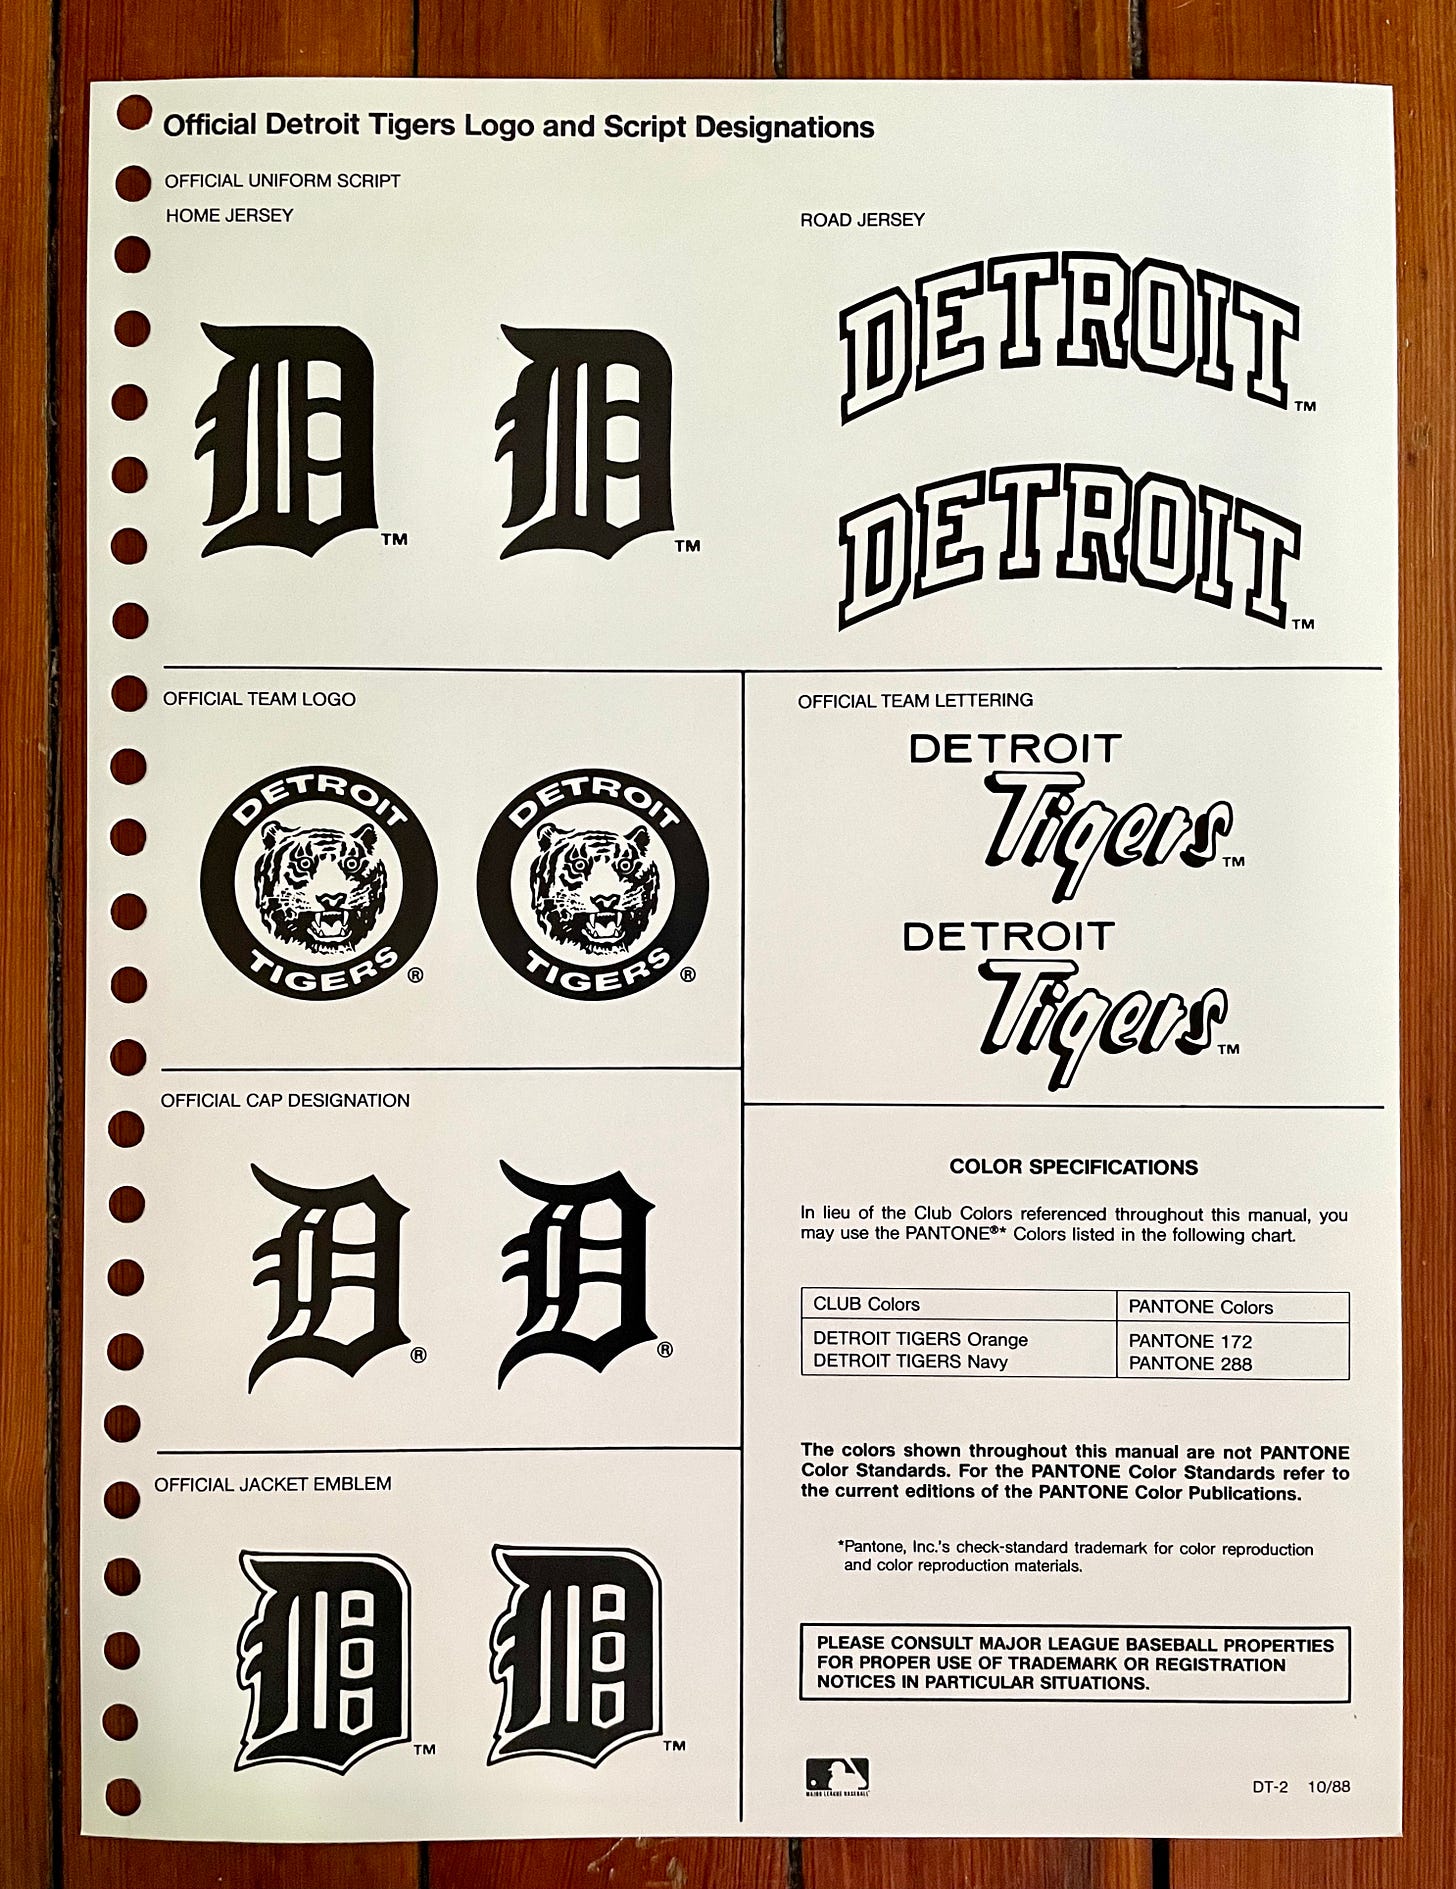 Official Detroit Tigers Logo and Script Designations
OFFICIAL UNIFORM SCRIPT
HOME JERSEY
D TM
D TM
ROAD JERSEY
DETROIT TM
DETROIT TM
OFFICIAL TEAM LOGO
DETROIT
TIGERS ®
DETROIT
TIGERS ®
OFFICIAL TEAM LETTERING
DETROIT
Tigers TM
DETROIT
Tigers TM
OFFICIAL CAP DESIGNATION
D ®
D ®
OFFICIAL JACKET EMBLEM
D TM
D TM
COLOR SPECIFICATIONS
In lieu of the Club Colors referenced throughout this manual, you
may use the PANTONE®* Colors listed in the following chart.
CLUB Colors
PANTONE Colors
DETROIT TIGERS Orange
PANTONE 172
DETROIT TIGERS Navy
PANTONE 288
The colors shown throughout this manual are not PANTONE
Color Standards. For the PANTONE Color Standards refer to
the current editions of the PANTONE Color Publications.
*Pantone, Inc.'s check-standard trademark for color reproduction
and color reproduction materials.
PLEASE CONSULT MAJOR LEAGUE BASEBALL PROPERTIES
FOR PROPER USE OF TRADEMARK OR REGISTRATION
NOTICES IN PARTICULAR SITUATIONS.
MAJOR LEAGUE BASEBALL
DT-2 10/88